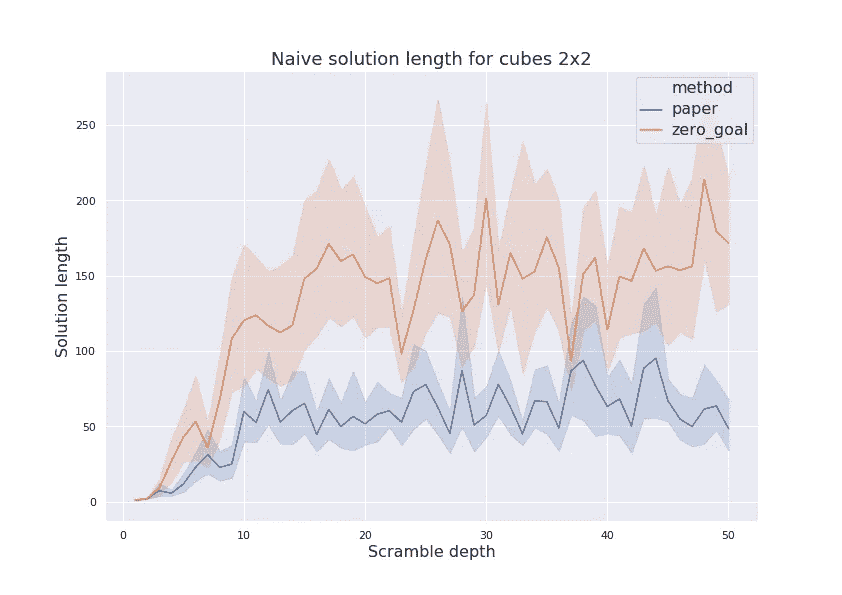 Naive solution length for cubes 2x2
method
paper
zero_goal
Solution length
250
200
150
100
50
0
0 10 20 30 40 50
Scramble depth